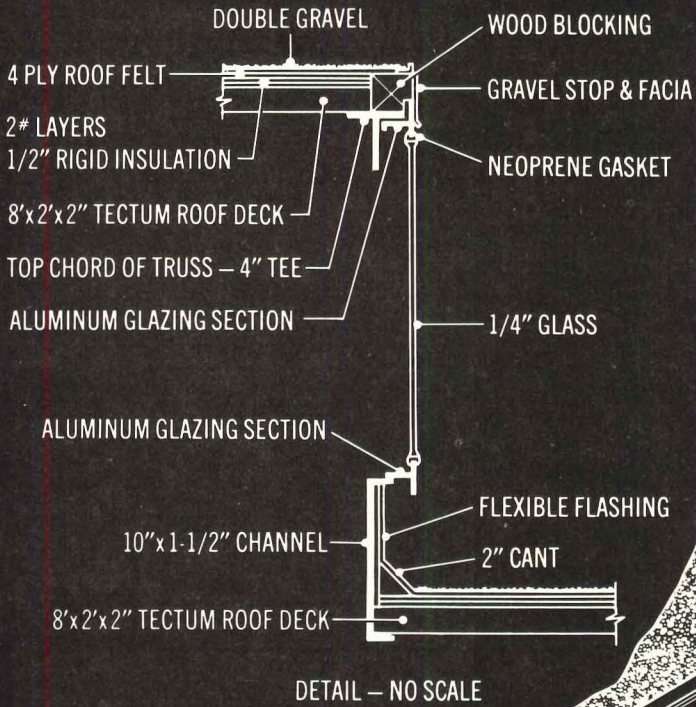 DOUBLE GRAVEL
WOOD BLOCKING
4 PLY ROOF FELT
GRAVEL STOP & FACIA
2# LAYERS
1/2" RIGID INSULATION
NEOPRENE GASKET
8'x2'x2" TECTUM ROOF DECK
TOP CHORD OF TRUSS — 4" TEE
ALUMINUM GLAZING SECTION
1/4" GLASS
ALUMINUM GLAZING SECTION
FLEXIBLE FLASHING
10"x1-1/2" CHANNEL
2" CANT
8'x2'x2" TECTUM ROOF DECK
DETAIL — NO SCALE